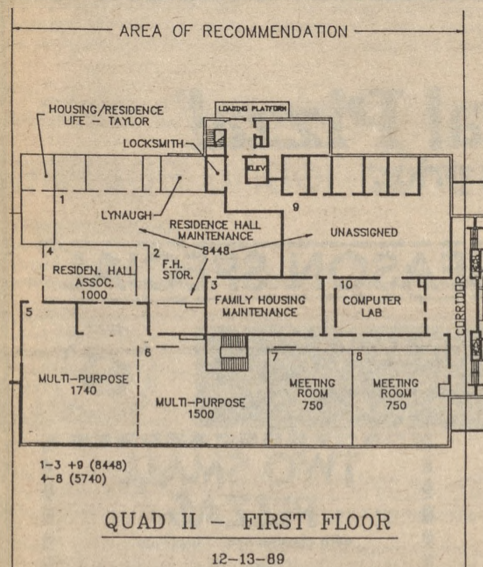 AREA OF RECOMMENDATION
LOADING PLATFORM
HOUSING/RESIDENCE
LIFE - TAYLOR
LOCKSMITH
ELEV
1
9
LYNAUGH
RESIDENCE HALL
MAINTENANCE
8448
UNASSIGNED
4
2
RESIDEN. HALL
ASSOC.
1000
F.H.
STOR.
3
FAMILY HOUSING
MAINTENANCE
10
COMPUTER
LAB
CORRIDOR
5
MULTI-PURPOSE
1740
6
MULTI-PURPOSE
1500
7
MEETING
ROOM
750
8
MEETING
ROOM
750
1-3 +9 (8448)
4-8 (5740)
QUAD II - FIRST FLOOR
12-13-89